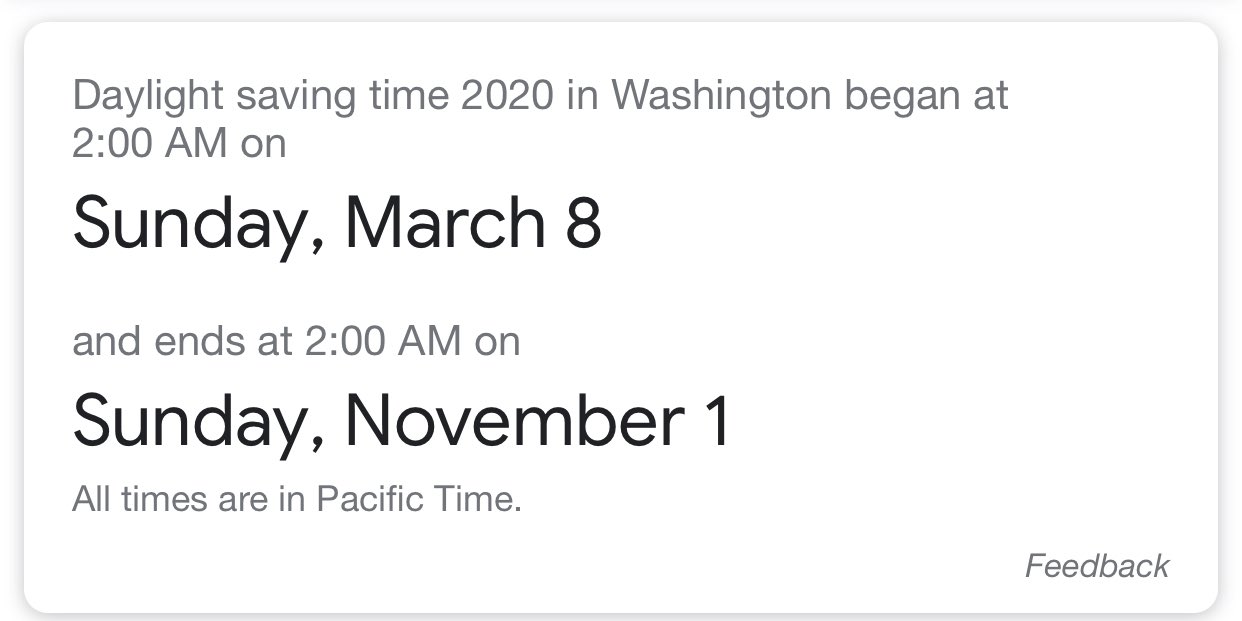 Daylight saving time 2020 in Washington began at
2:00 AM on
Sunday, March 8
and ends at 2:00 AM on
Sunday, November 1
All times are in Pacific Time.
Feedback